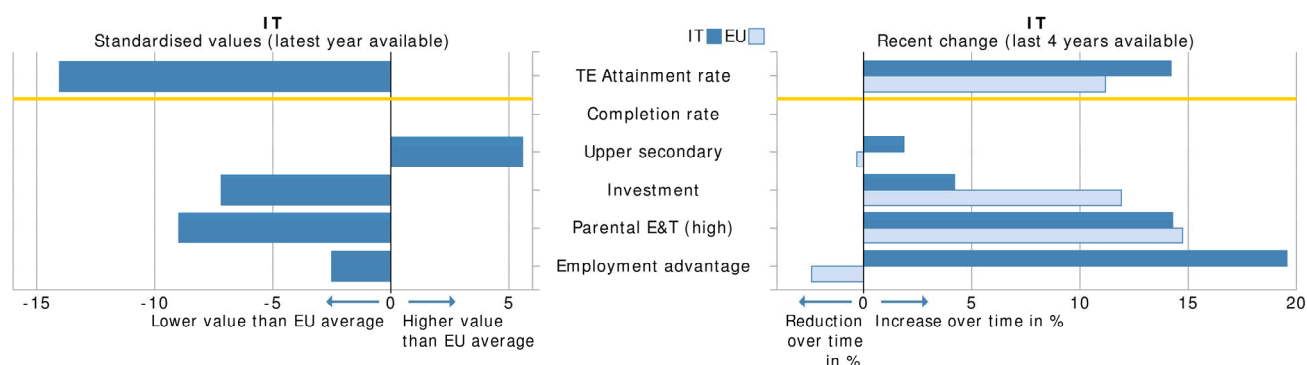 IT
Standardised values (latest year available)
IT EU
IT
Recent change (last 4 years available)
TE Attainment rate
Completion rate
Upper secondary
Investment
Parental E&T (high)
Employment advantage
-15 -10 -5 0 5
Lower value than EU average
Higher value
than EU average
0 5 10 15 20
Reduction
over time
in %
Increase over time in %